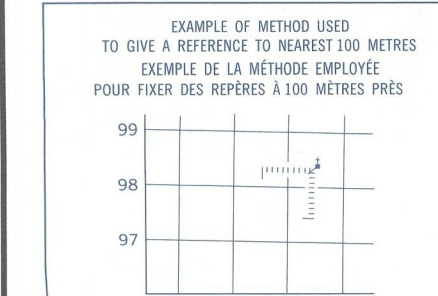 EXAMPLE OF METHOD USED
TO GIVE A REFERENCE TO NEAREST 100 METRES
EXEMPLE DE LA MÉTHODE EMPLOYÉE
POUR FIXER DES REPÈRES À 100 MÈTRES PRÈS
99
98
97